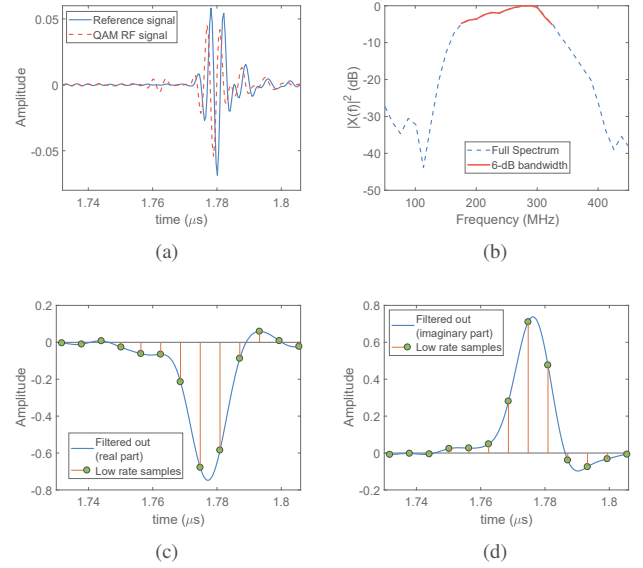 0.05
0
-0.05
Amplitude
Reference signal
QAM RF signal
1.74
1.76
1.78
1.8
time (μs)
(a)
0
-10
-20
-30
-40
-50
|X(f)|² (dB)
Full Spectrum
6-dB bandwidth
100
200
300
400
Frequency (MHz)
(b)
0.2
0
-0.2
-0.4
-0.6
-0.8
Amplitude
Filtered out
(real part)
Low rate samples
1.74
1.76
1.78
1.8
time (μs)
(c)
0.8
0.6
0.4
0.2
0
-0.2
Amplitude
Filtered out
(imaginary part)
Low rate samples
1.74
1.76
1.78
1.8
time (μs)
(d)